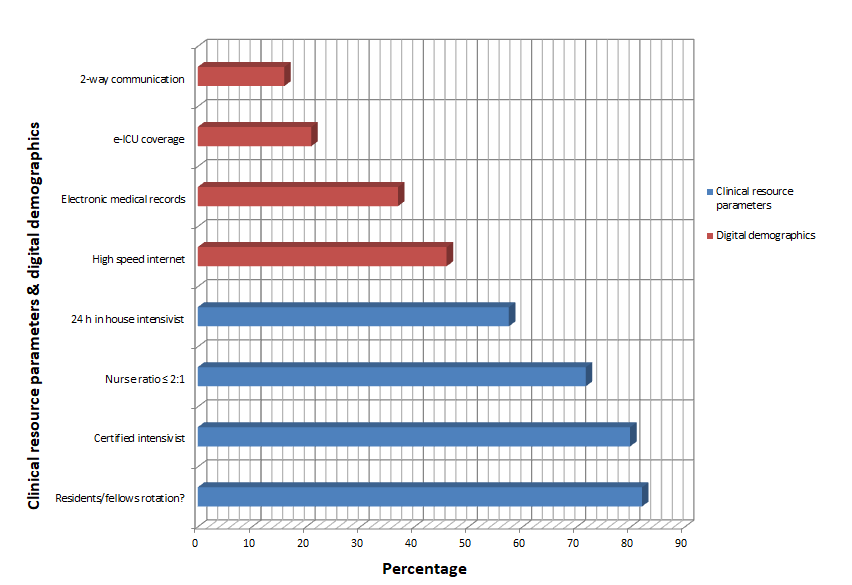 Clinical resource parameters & digital demographics
2-way communication
e-ICU coverage
Electronic medical records
High speed internet
24 h in house intensivist
Nurse ratio ≤ 2:1
Certified intensivist
Residents/fellows rotation?
0 10 20 30 40 50 60 70 80 90
Percentage
Clinical resource
parameters
Digital demographics